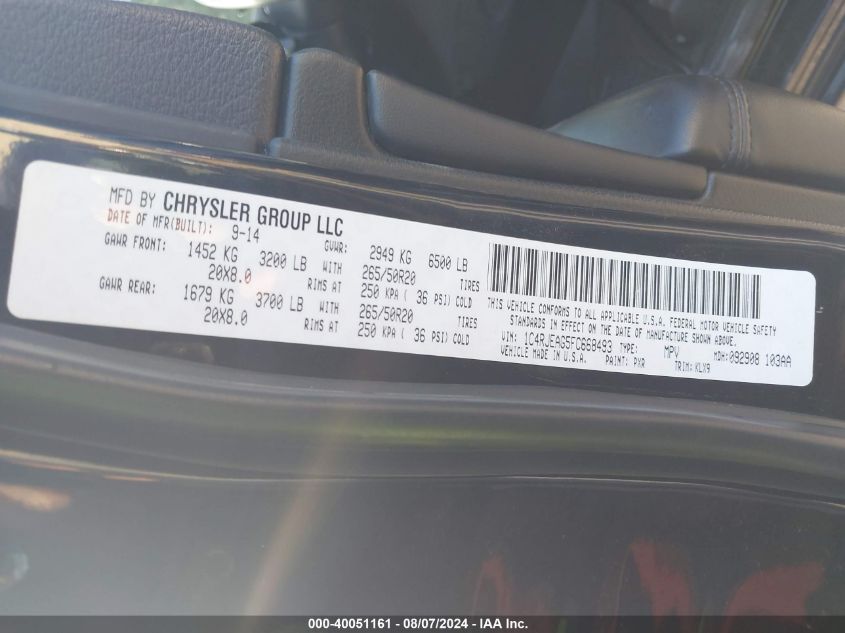 MFD BY CHRYSLER GROUP LLC
DATE OF MFR(BUILT): 9-14 GVWR: 2949 KG 6500 LB
GAWR FRONT: 1452 KG 3200 LB WITH 265/50R20 TIRES
20X8.0 RIMS AT 250 KPA ( 36 PSI) COLD
GAWR REAR: 1679 KG 3700 LB WITH 265/50R20 TIRES
20X8.0 RIMS AT 250 KPA ( 36 PSI) COLD
THIS VEHICLE CONFORMS TO ALL APPLICABLE U.S.A. FEDERAL MOTOR VEHICLE SAFETY
STANDARDS IN EFFECT ON THE DATE OF MANUFACTURE SHOWN ABOVE.
VIN: 1C4RJEAG5FC668493 TYPE: MPV MDH:092908 103AA
VEHICLE MADE IN U.S.A. PAINT: PXR TRIM:KLX9
000-40051161 - 08/07/2024 - IAA Inc.